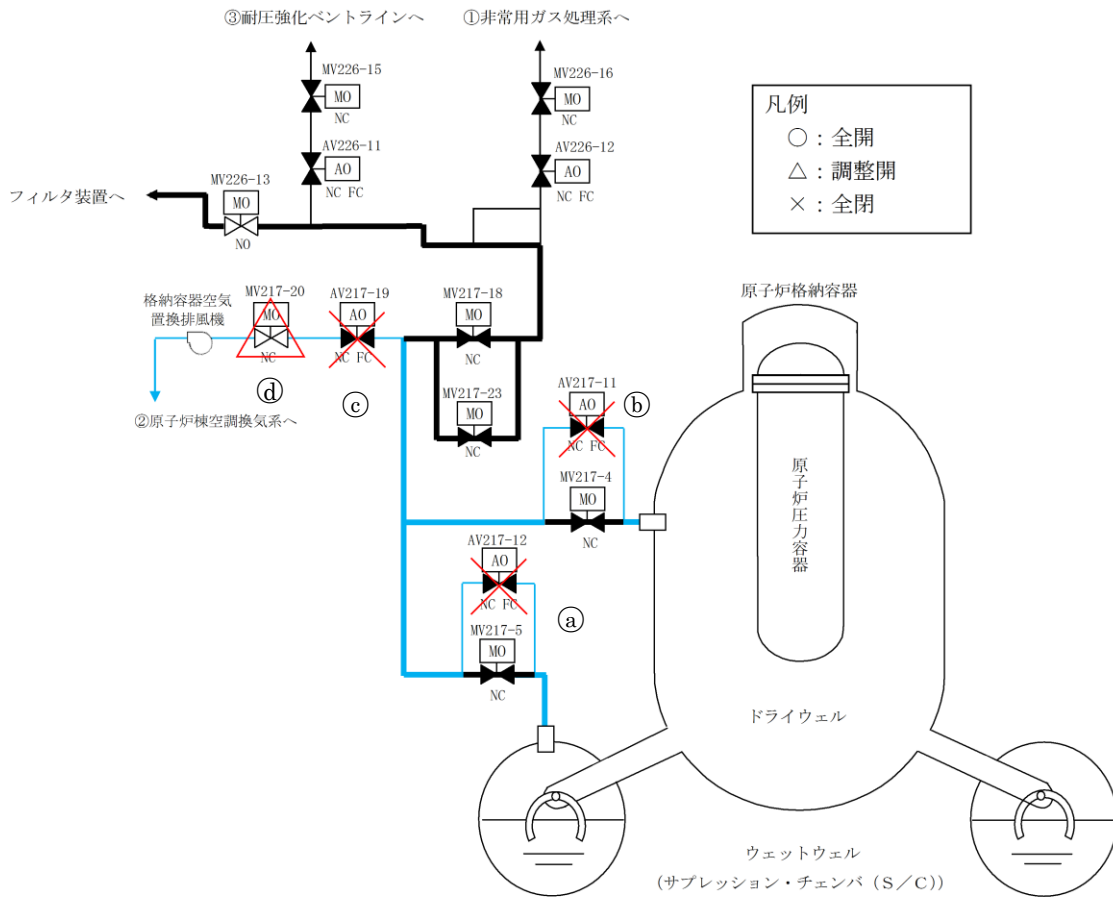 ③耐圧強化ベントラインへ
①非常用ガス処理系へ
MV226-15
MO
NC
MV226-16
MO
NC
AV226-11
AO
NC FC
AV226-12
AO
NC FC
凡例
○：全開
△：調整開
×：全閉
フィルタ装置へ
MV226-13
MO
NO
格納容器空気
置換排風機
MV217-20
MO
NC
AV217-19
AO
NC FC
MV217-18
MO
NC
原子炉格納容器
ⓓ
ⓒ
②原子炉棟空調換気系へ
MV217-23
MO
NC
AV217-11
AO
NC FC
ⓑ
MV217-4
MO
NC
原子炉圧力容器
AV217-12
AO
NC FC
ⓐ
MV217-5
MO
NC
ドライウェル
ウェットウェル
(サプレッション・チェンバ（S／C）)